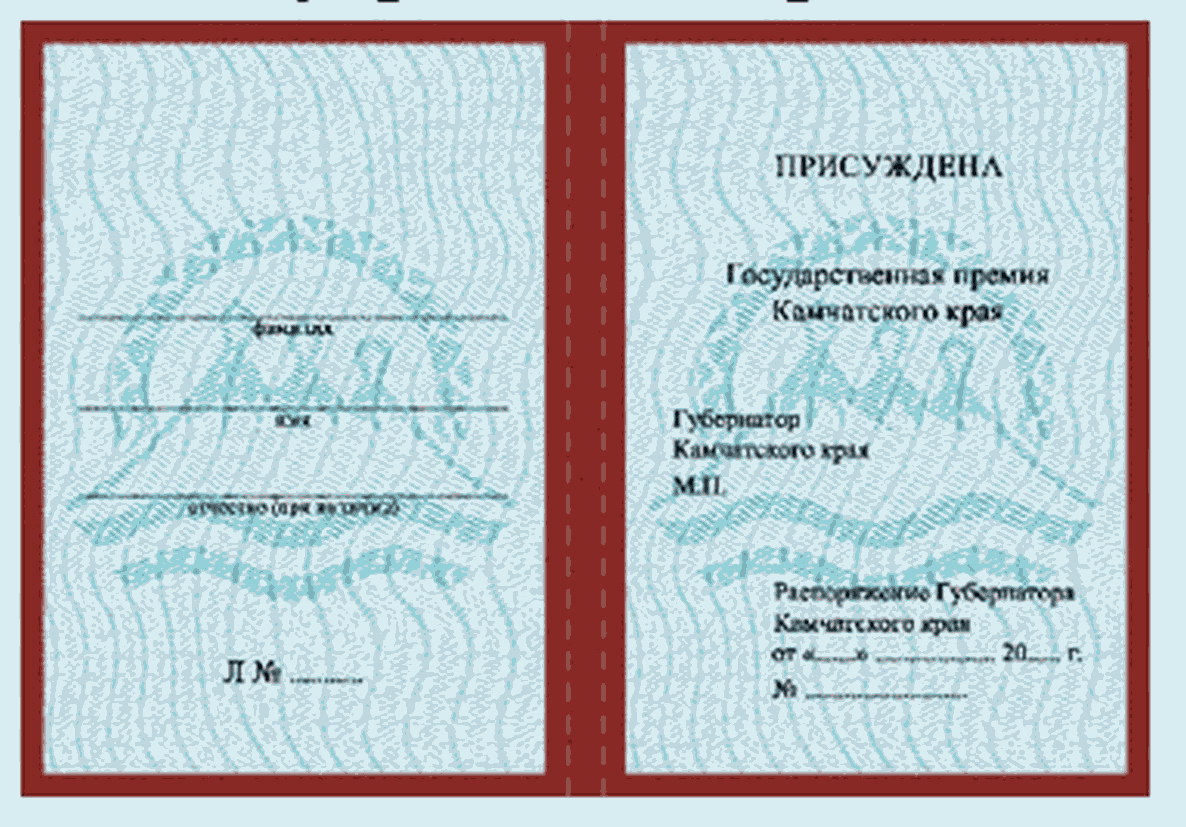 фамилия
имя
отчество (при наличии)
Л № ..........
ПРИСУЖДЕНА
Государственная премия
Камчатского края
Губернатор
Камчатского края
М.П.
Распоряжение Губернатора
Камчатского края
от «.....» ................ 20..... г.
№ ......................